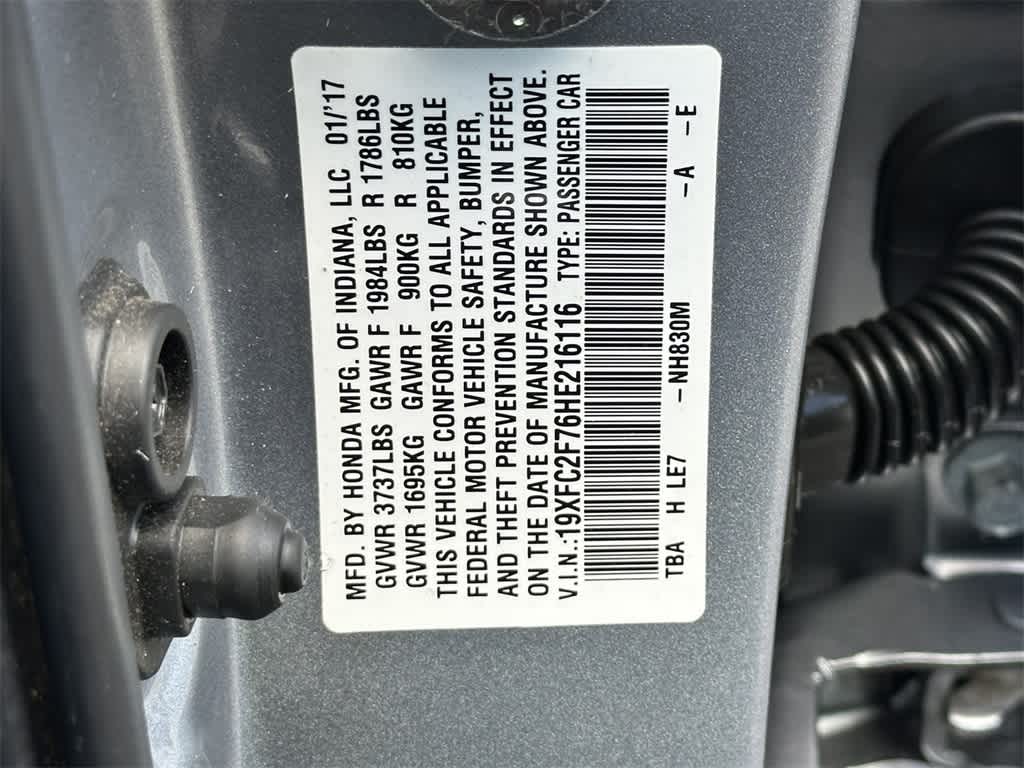 MFD. BY HONDA MFG. OF INDIANA, LLC 01/'17
GVWR 3737LBS GAWR F 1984LBS R 1786LBS
GVWR 1695KG GAWR F 900KG R 810KG
THIS VEHICLE CONFORMS TO ALL APPLICABLE
FEDERAL MOTOR VEHICLE SAFETY, BUMPER,
AND THEFT PREVENTION STANDARDS IN EFFECT
ON THE DATE OF MANUFACTURE SHOWN ABOVE.
V.I.N.:19XFC2F76HE216116 TYPE: PASSENGER CAR
TBA H LE7 -NH830M -A -E